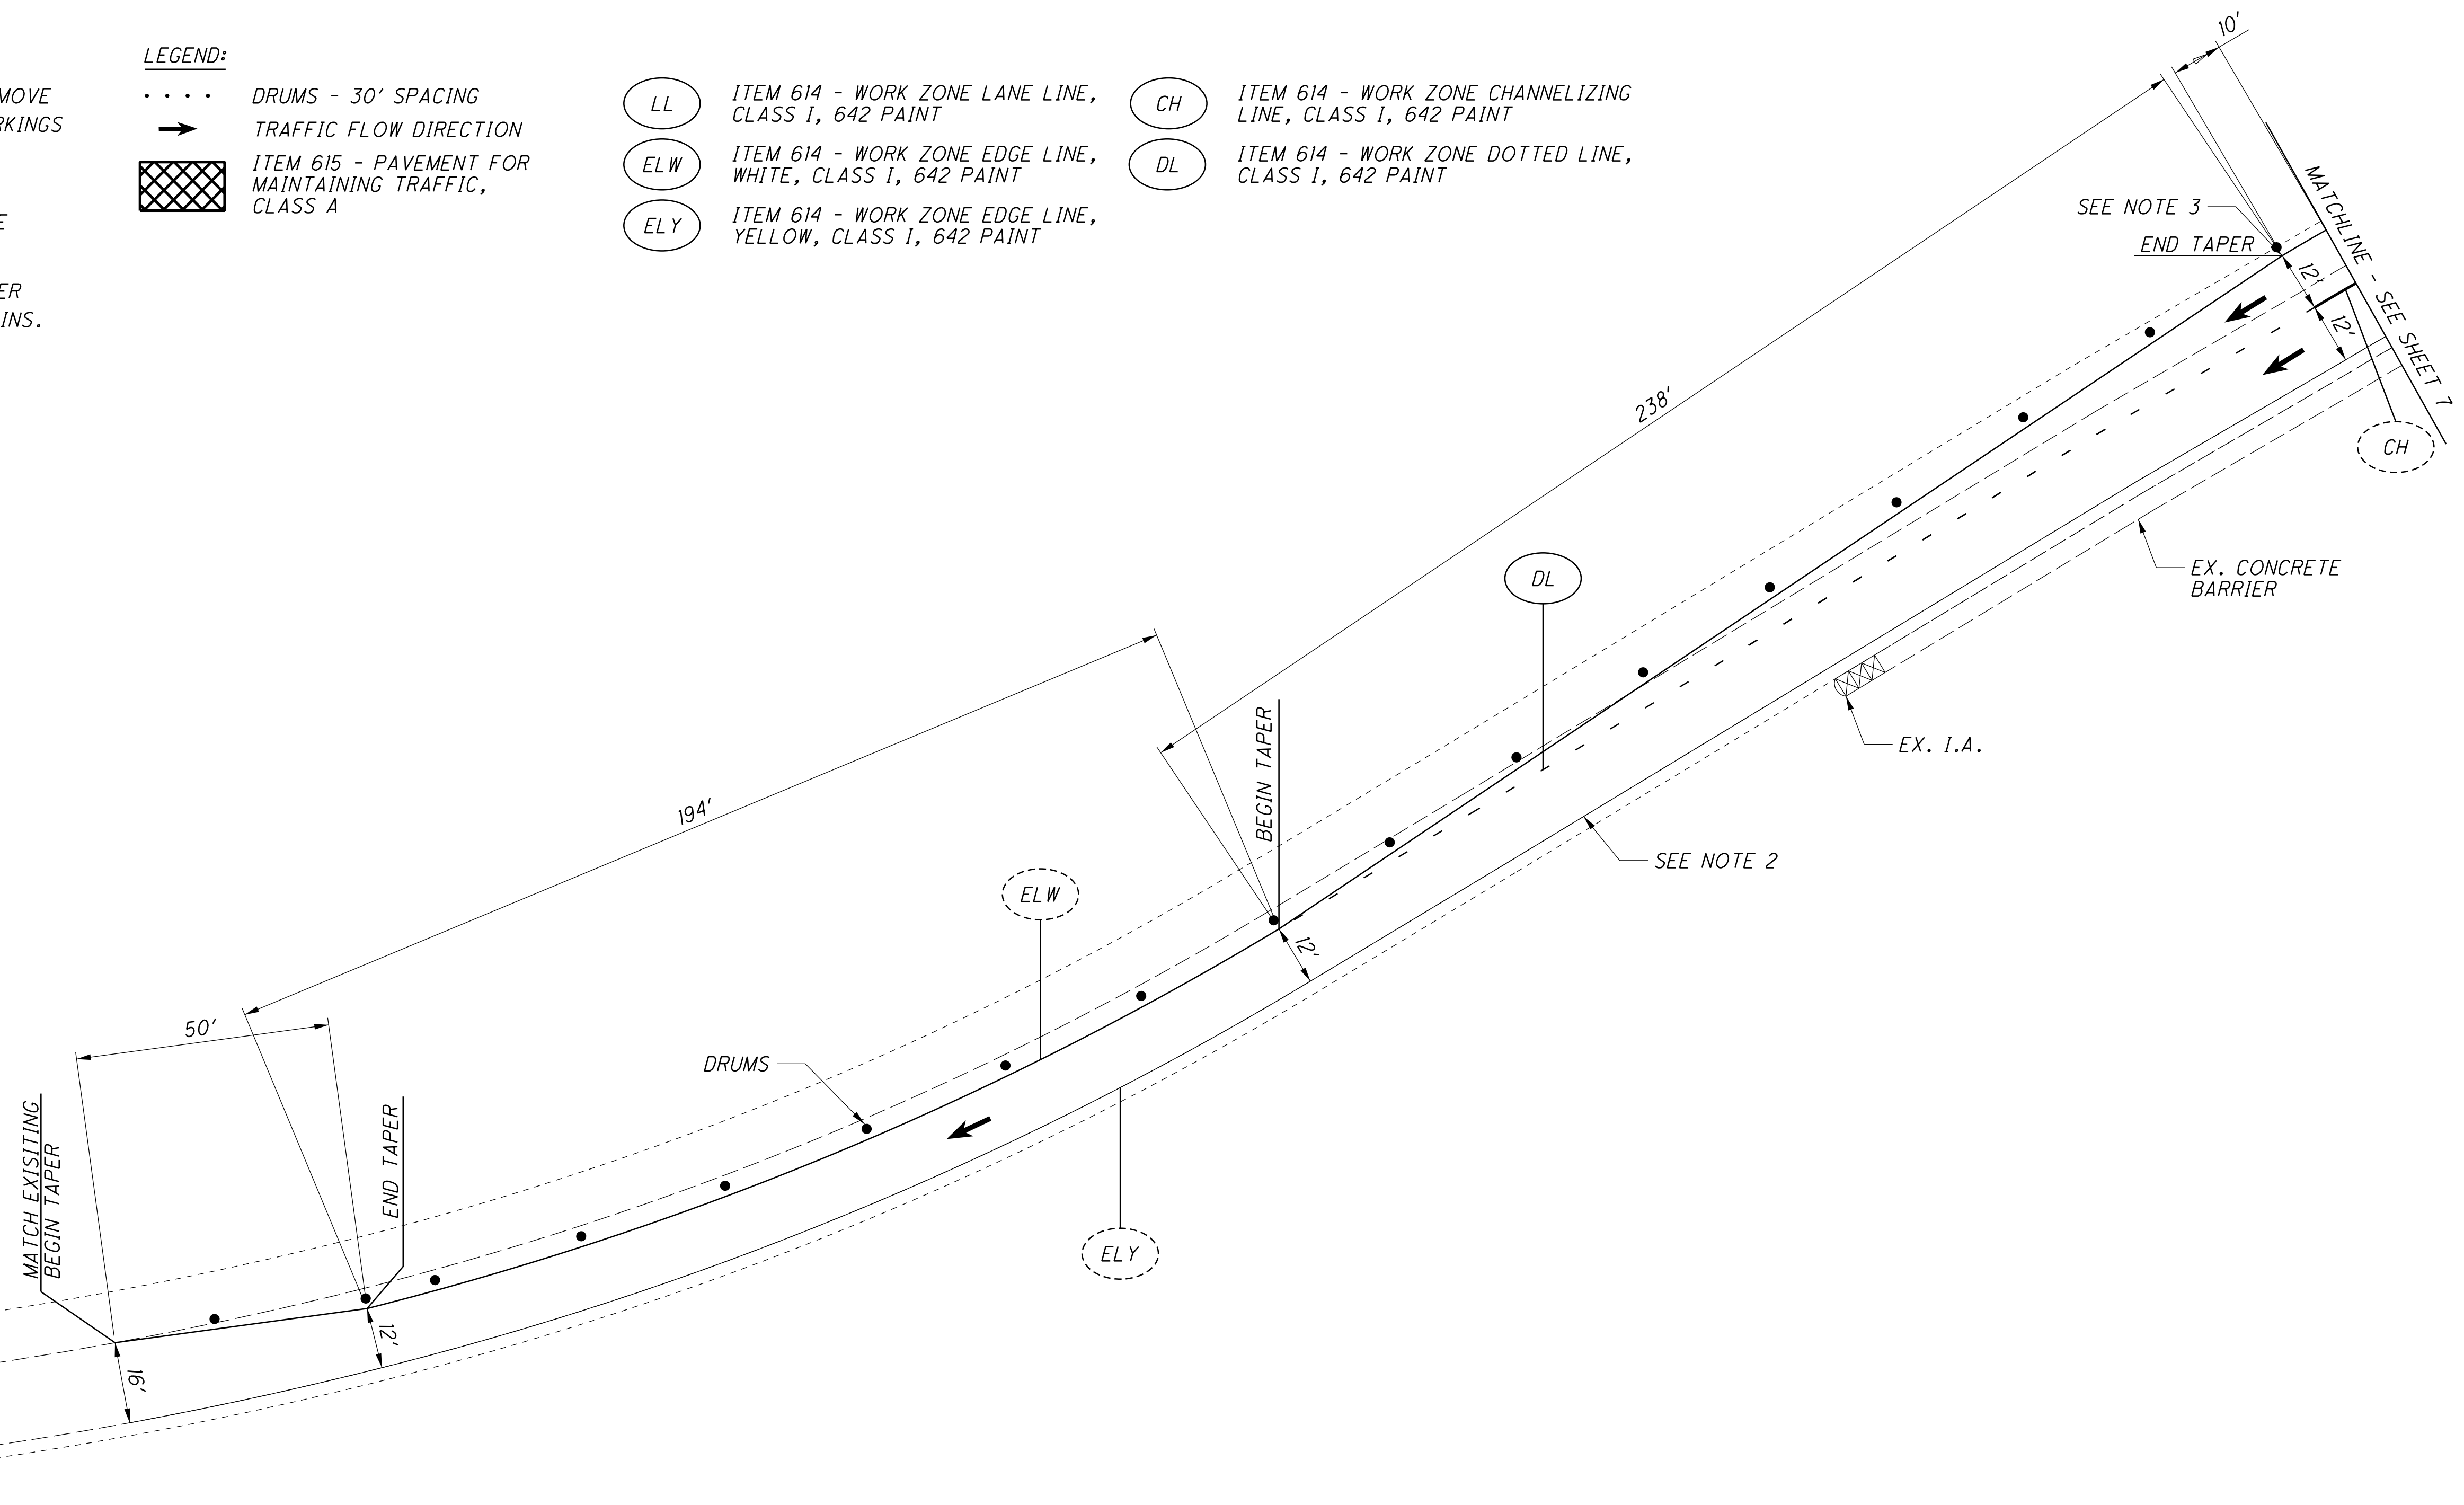 MOVE
RKINGS
E
ER
INS.
LEGEND:
DRUMS - 30' SPACING
TRAFFIC FLOW DIRECTION
ITEM 615 - PAVEMENT FOR
MAINTAINING TRAFFIC,
CLASS A
LL
ITEM 614 - WORK ZONE LANE LINE,
CLASS I, 642 PAINT
ELW
ITEM 614 - WORK ZONE EDGE LINE,
WHITE, CLASS I, 642 PAINT
ELY
ITEM 614 - WORK ZONE EDGE LINE,
YELLOW, CLASS I, 642 PAINT
CH
ITEM 614 - WORK ZONE CHANNELIZING
LINE, CLASS I, 642 PAINT
DL
ITEM 614 - WORK ZONE DOTTED LINE,
CLASS I, 642 PAINT
10'
MATCHLINE - SEE SHEET 7
SEE NOTE 3
END TAPER
12'
12'
CH
238'
EX. CONCRETE
BARRIER
DL
EX. I.A.
BEGIN TAPER
194'
SEE NOTE 2
ELW
12'
50'
DRUMS
MATCH EXISITING
BEGIN TAPER
END TAPER
ELY
12'
16'